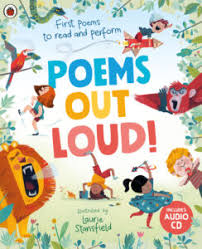 First poems
to read and perform
POEMS
OUT
LOUD!
INCLUDES
AUDIO
CD
illustrated by
Laurie
Stansfield